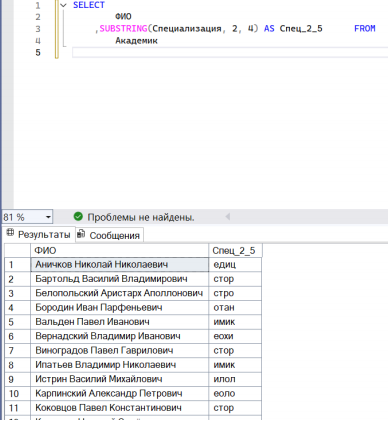 1 SELECT
2 ФИО
3 ,SUBSTRING(Специализация, 2, 4) AS Спец_2_5 FROM
4 Академик
5
81 % Проблемы не найдены.
Результаты Сообщения
ФИО Спец_2_5
1 Аничков Николай Николаевич едиц
2 Бартольд Василий Владимирович стор
3 Белопольский Аристарх Аполлонович стро
4 Бородин Иван Парфеньевич отан
5 Вальден Павел Иванович имик
6 Вернадский Владимир Иванович еохи
7 Виноградов Павел Гаврилович стор
8 Ипатьев Владимир Николаевич имик
9 Истрин Василий Михайлович илол
10 Карпинский Александр Петрович еоло
11 Коковцов Павел Константинович стор